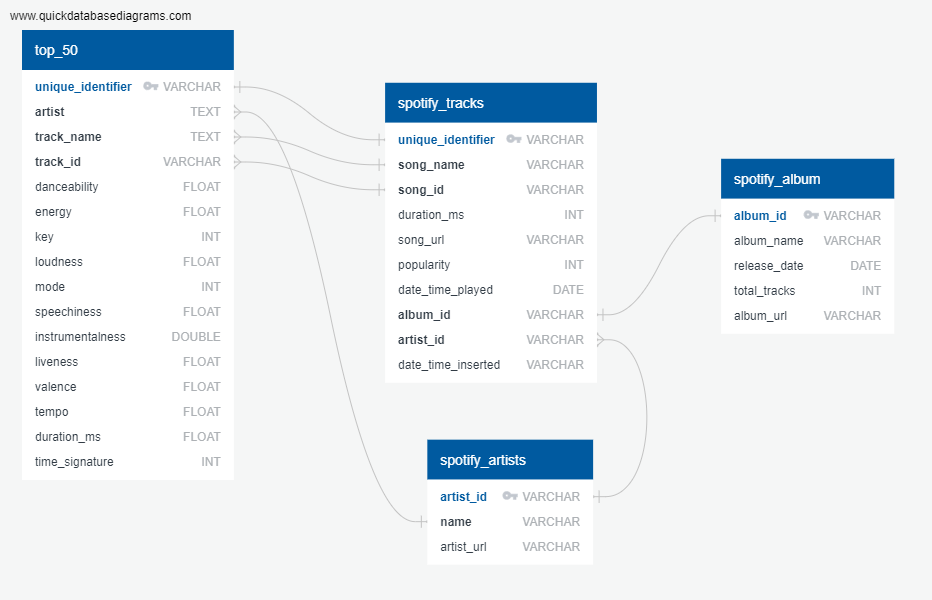 www.quickdatabasediagrams.com
top_50
unique_identifier VARCHAR
artist TEXT
track_name TEXT
track_id VARCHAR
danceability FLOAT
energy FLOAT
key INT
loudness FLOAT
mode INT
speechiness FLOAT
instrumentalness DOUBLE
liveness FLOAT
valence FLOAT
tempo FLOAT
duration_ms FLOAT
time_signature INT
spotify_tracks
unique_identifier VARCHAR
song_name VARCHAR
song_id VARCHAR
duration_ms INT
song_url VARCHAR
popularity INT
date_time_played DATE
album_id VARCHAR
artist_id VARCHAR
date_time_inserted VARCHAR
spotify_album
album_id VARCHAR
album_name VARCHAR
release_date DATE
total_tracks INT
album_url VARCHAR
spotify_artists
artist_id VARCHAR
name VARCHAR
artist_url VARCHAR